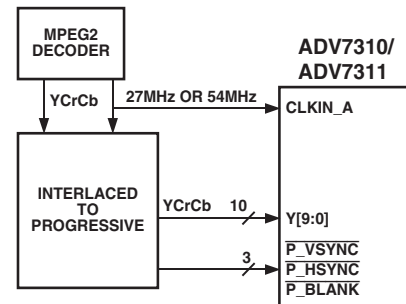 MPEG2
DECODER
ADV7310/
ADV7311
YCrCb
27MHz OR 54MHz
CLKIN_A
INTERLACED
TO
PROGRESSIVE
YCrCb
10
Y[9:0]
3
P_VSYNC
P_HSYNC
P_BLANK